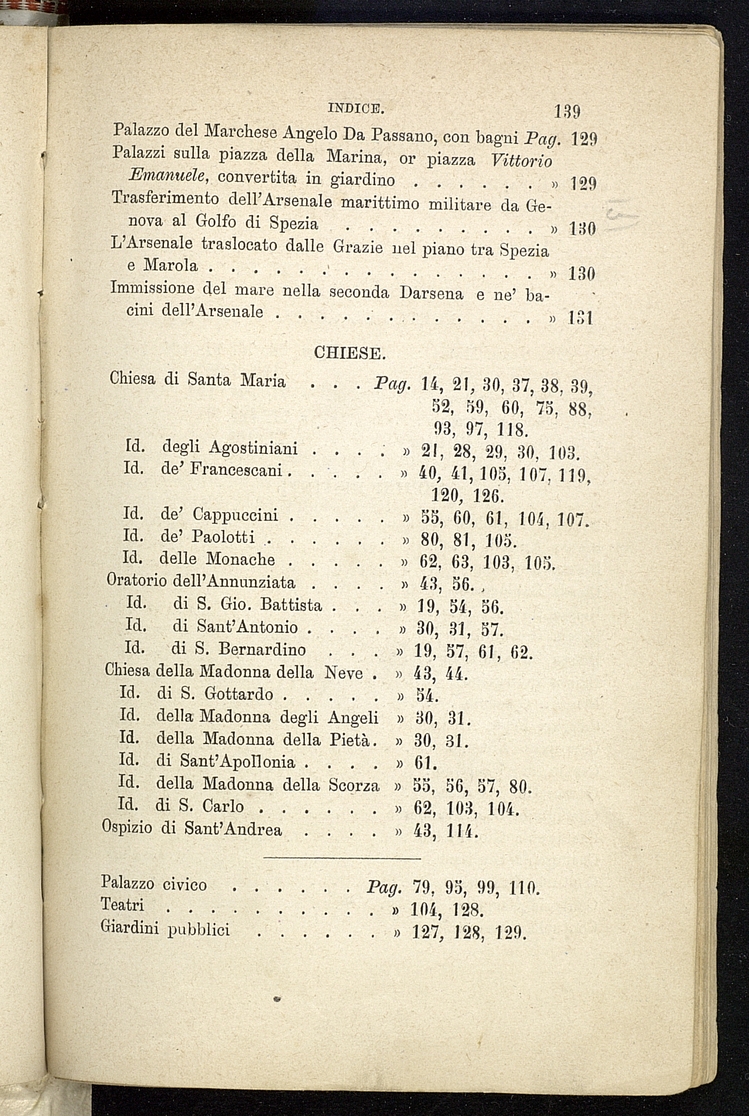 INDICE. 139
Palazzo del Marchese Angelo Da Passano, con bagni Pag. 129
Palazzi sulla piazza della Marina, or piazza Vittorio
Emanuele, convertita in giardino . . . . . . » 129
Trasferimento dell'Arsenale marittimo militare da Ge-
nova al Golfo di Spezia . . . . . . . . . » 130
L'Arsenale traslocato dalle Grazie nel piano tra Spezia
e Marola . . . . . . . . . . . . . . . » 130
Immissione del mare nella seconda Darsena e ne' ba-
cini dell'Arsenale . . . . . . . . . . . . » 131
CHIESE.
Chiesa di Santa Maria . . . Pag. 14, 21, 30, 37, 38, 39,
52, 59, 60, 75, 88,
93, 97, 118.
Id. degli Agostiniani . . . . » 21, 28, 29, 30, 103.
Id. de' Francescani . . . . . » 40, 41, 105, 107, 119,
120, 126.
Id. de' Cappuccini . . . . . » 55, 60, 61, 104, 107.
Id. de' Paolotti . . . . . . » 80, 81, 105.
Id. delle Monache . . . . . » 62, 63, 103, 105.
Oratorio dell'Annunziata . . . . » 43, 56.
Id. di S. Gio. Battista . . . » 19, 54, 56.
Id. di Sant'Antonio . . . . » 30, 31, 57.
Id. di S. Bernardino . . . » 19, 57, 61, 62.
Chiesa della Madonna della Neve . » 43, 44.
Id. di S. Gottardo . . . . . » 54.
Id. della Madonna degli Angeli » 30, 31.
Id. della Madonna della Pietà. » 30, 31.
Id. di Sant'Apollonia . . . . » 61.
Id. della Madonna della Scorza » 55, 56, 57, 80.
Id. di S. Carlo . . . . . . » 62, 103, 104.
Ospizio di Sant'Andrea . . . . » 43, 114.
Palazzo civico . . . . . . Pag. 79, 95, 99, 110.
Teatri . . . . . . . . . . » 104, 128.
Giardini pubblici . . . . . . » 127, 128, 129.